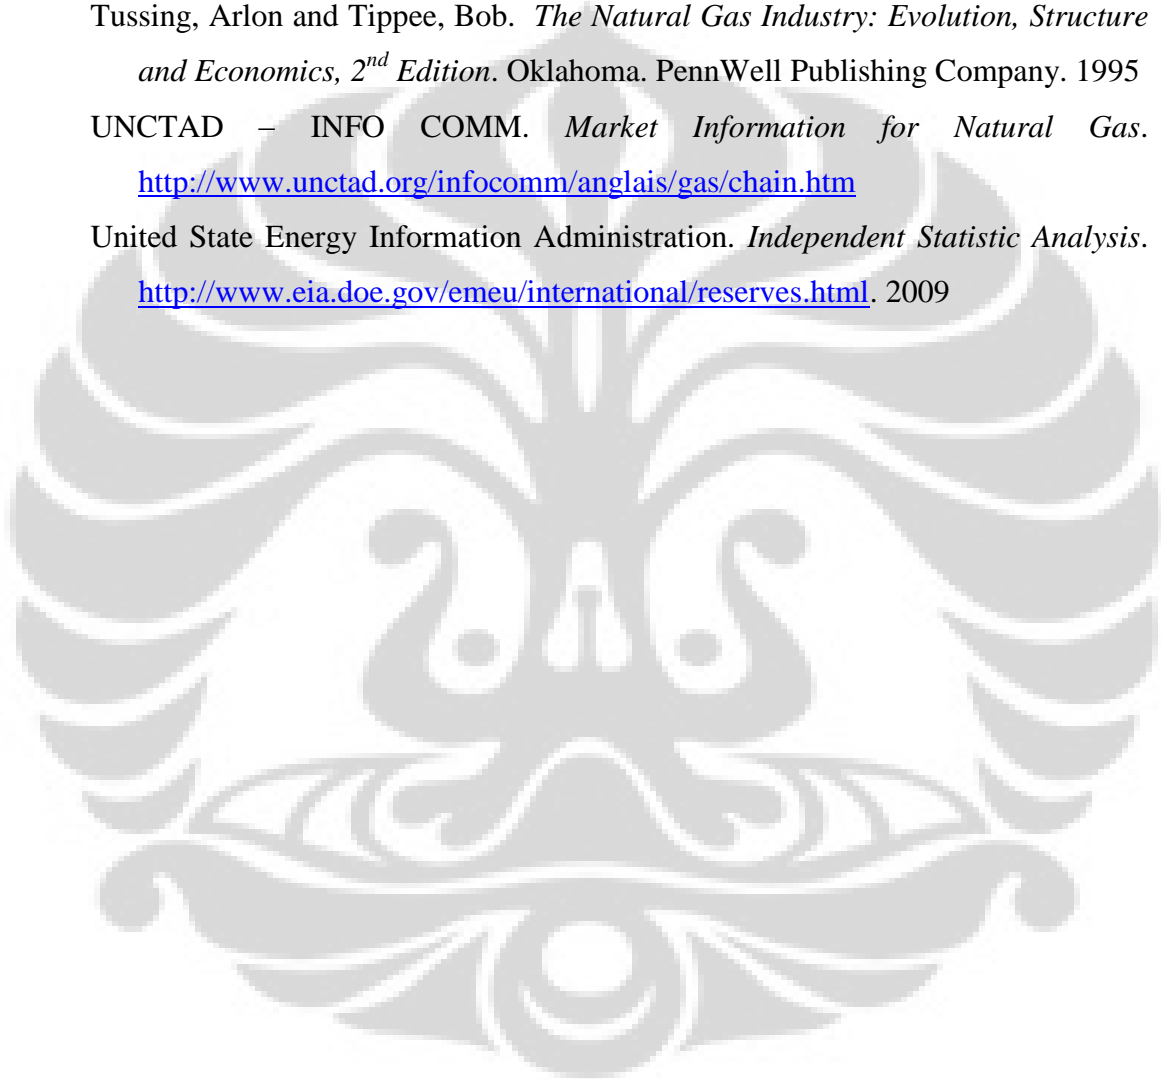 Tussing, Arlon and Tippee, Bob. The Natural Gas Industry: Evolution, Structure
and Economics, 2nd Edition. Oklahoma. PennWell Publishing Company. 1995
UNCTAD – INFO COMM. Market Information for Natural Gas.
http://www.unctad.org/infocomm/anglais/gas/chain.htm
United State Energy Information Administration. Independent Statistic Analysis.
http://www.eia.doe.gov/emeu/international/reserves.html. 2009